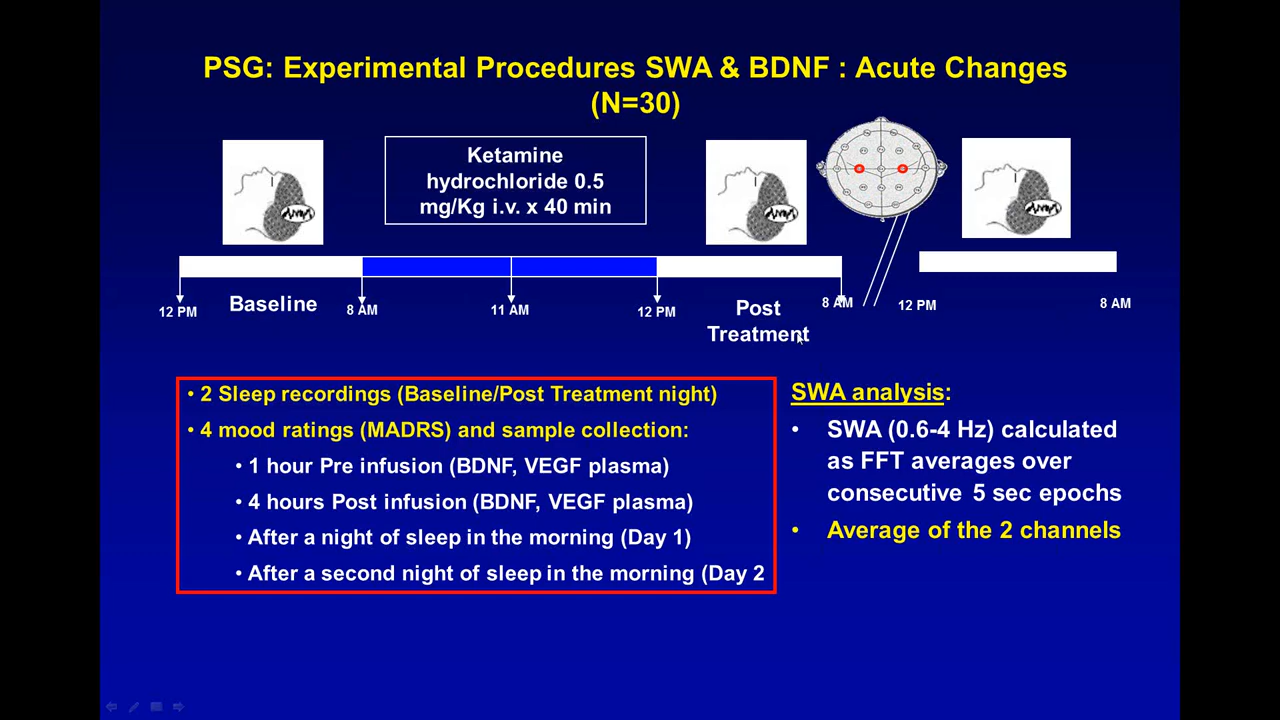 PSG: Experimental Procedures SWA & BDNF : Acute Changes
(N=30)
Ketamine
hydrochloride 0.5
mg/Kg i.v. x 40 min
12 PM
Baseline
8 AM
11 AM
12 PM
Post
Treatment
8 AM
12 PM
8 AM
• 2 Sleep recordings (Baseline/Post Treatment night)
• 4 mood ratings (MADRS) and sample collection:
• 1 hour Pre infusion (BDNF, VEGF plasma)
• 4 hours Post infusion (BDNF, VEGF plasma)
• After a night of sleep in the morning (Day 1)
• After a second night of sleep in the morning (Day 2
SWA analysis:
• SWA (0.6-4 Hz) calculated
as FFT averages over
consecutive 5 sec epochs
• Average of the 2 channels